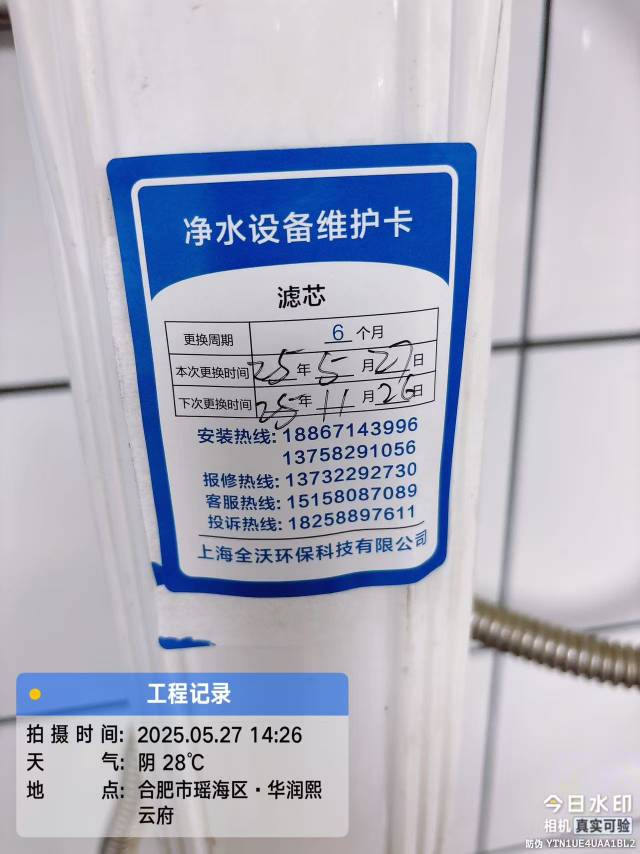 净水设备维护卡
滤芯
更换周期 6 个月
本次更换时间 25 年 5 月 27 日
下次更换时间 25 年 11 月 26 日
安装热线: 18867143996
13758291056
报修热线: 13732292730
客服热线: 15158087089
投诉热线: 18258897611
上海全沃环保科技有限公司
工程记录
拍摄时间: 2025.05.27 14:26
天气: 阴 28℃
地点: 合肥市瑶海区·华润熙
云府
今日水印
相机 真实可验
防伪 YTN1UE4UAA1BL2